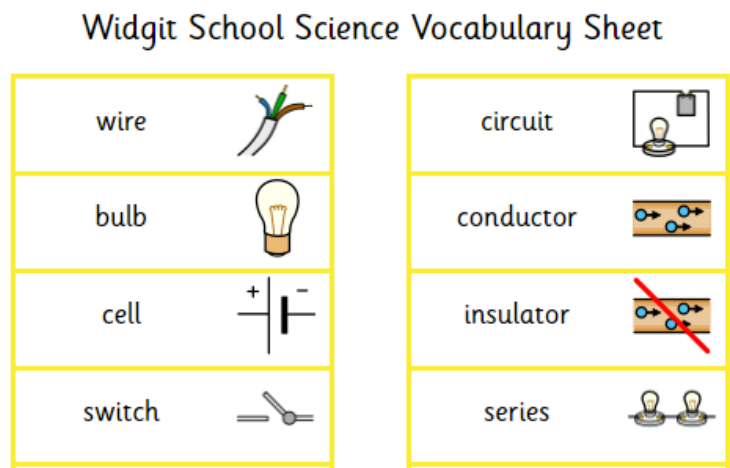 Widgit School Science Vocabulary Sheet
wire
bulb
cell
+ −
switch
circuit
conductor
insulator
series